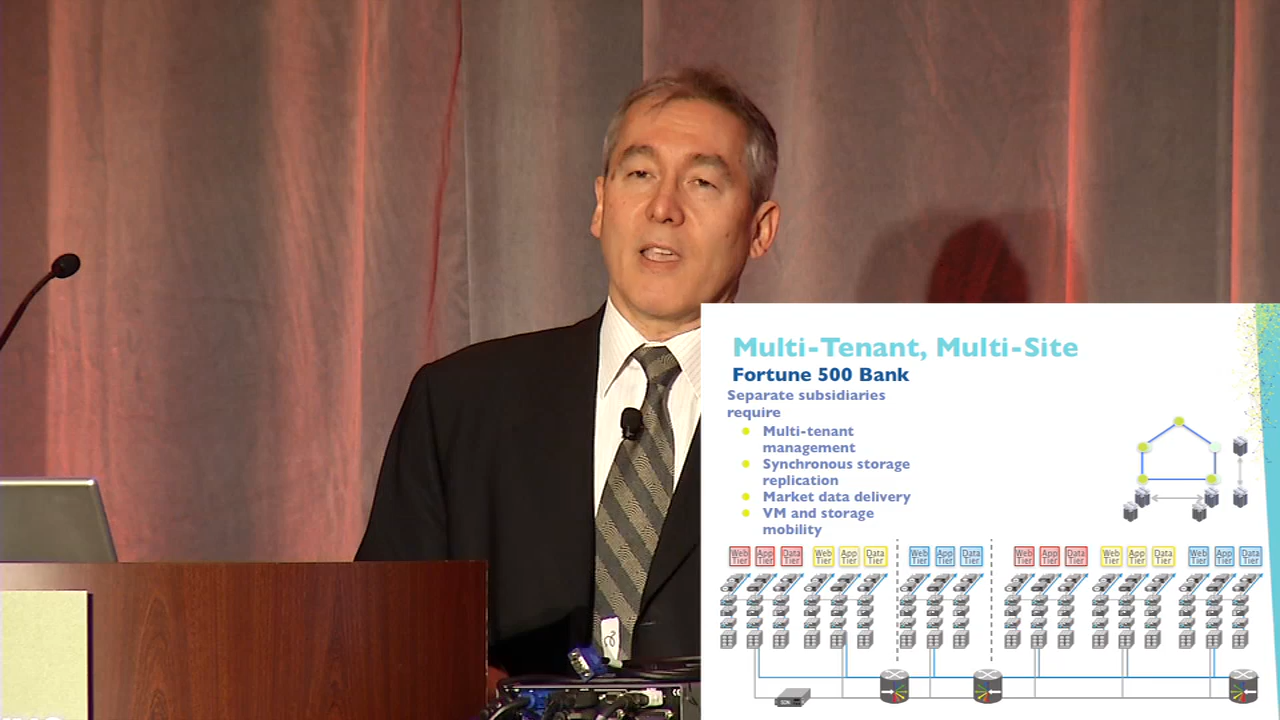 Multi-Tenant, Multi-Site
Fortune 500 Bank
Separate subsidiaries
require
Multi-tenant
management
Synchronous storage
replication
Market data delivery
VM and storage
mobility
Web Tier App Tier Data Tier Web Tier App Tier Data Tier Web Tier App Tier Data Tier Web Tier App Tier Data Tier Web Tier App Tier Data Tier Web Tier App Tier Data Tier